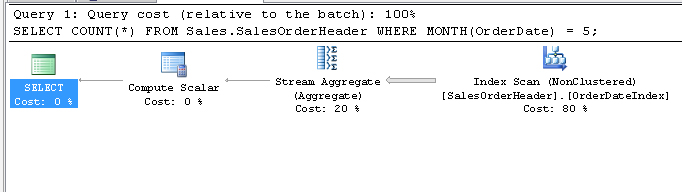 Query 1: Query cost (relative to the batch): 100%
SELECT COUNT(*) FROM Sales.SalesOrderHeader WHERE MONTH(OrderDate) = 5;
SELECT
Cost: 0 %
Compute Scalar
Cost: 0 %
Stream Aggregate
(Aggregate)
Cost: 20 %
Index Scan (NonClustered)
[SalesOrderHeader].[OrderDateIndex]
Cost: 80 %